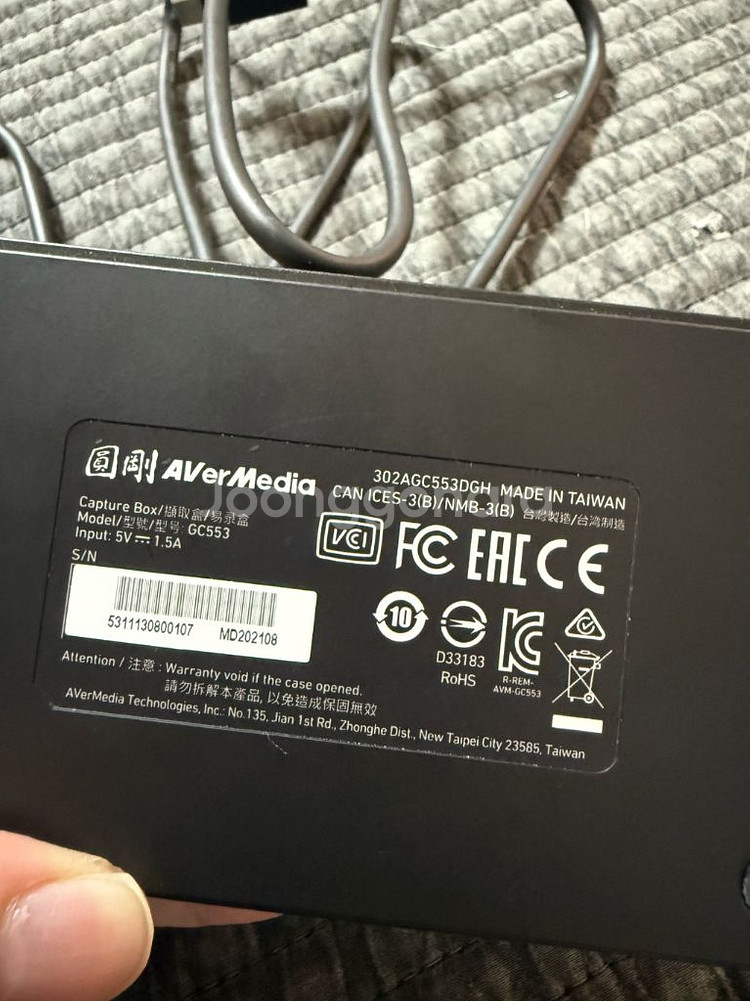 圓剛 AVerMedia
302AGC553DGH MADE IN TAIWAN
CAN ICES-3(B)/NMB-3(B) 台灣製造/台湾制造
Capture Box/擷取盒/易录盒
Model/型號/型号: GC553
Input: 5V⎓1.5A
S/N
5311130800107 MD202108
VCCI
FC EAC CE
10
D33183
RoHS
R-REM-
AVM-GC553
Attention / 注意 : Warranty void if the case opened.
請勿拆解本產品, 以免造成保固無效
AVerMedia Technologies, Inc.: No.135, Jian 1st Rd., Zhonghe Dist., New Taipei City 23585, Taiwan
Joonggonara